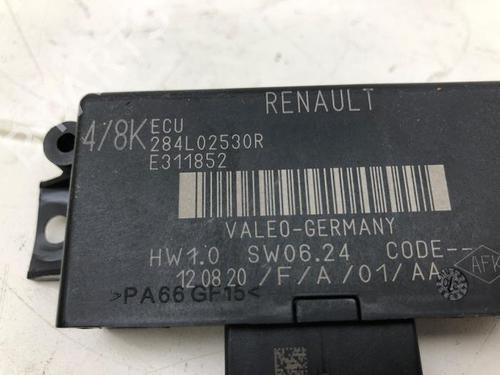 RENAULT
4/8K
ECU
284L02530R
E311852
VALEO-GERMANY
HW1.0 SW06.24 CODE--
12.08.20 /F/A/01/AA
AFK
>PA66 GF15<